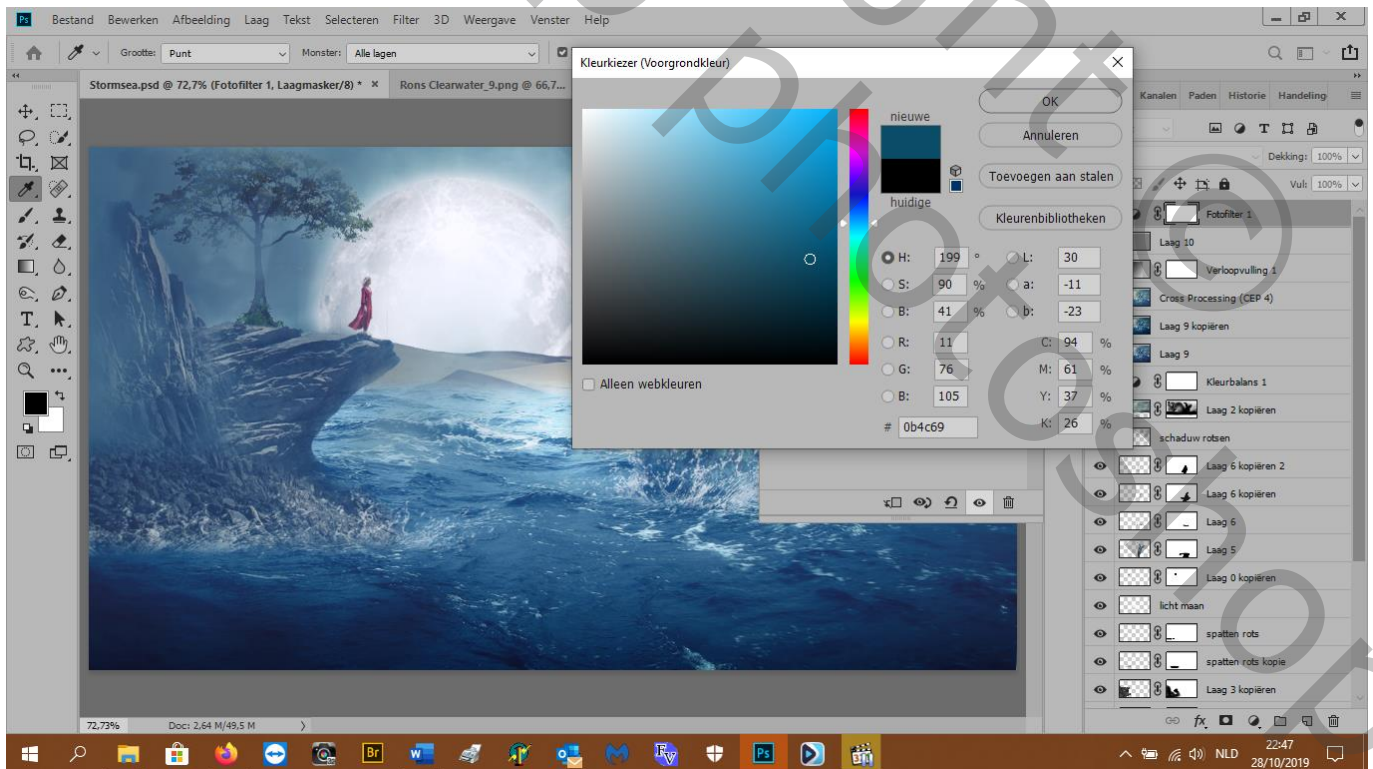 Ps Bestand Bewerken Afbeelding Laag Tekst Selecteren Filter 3D Weergave Venster Help
Grootte: Punt Monster: Alle lagen
Stormsea.psd @ 72,7% (Fotofilter 1, Laagmasker/8) * × Rons Clearwater_9.png @ 66,7...
Kleurkiezer (Voorgrondkleur)
nieuwe
huidige
OK
Annuleren
Toevoegen aan stalen
Kleurenbibliotheken
H: 199 ° L: 30
S: 90 % a: -11
B: 41 % b: -23
R: 11 C: 94 %
G: 76 M: 61 %
B: 105 Y: 37 %
# 0b4c69 K: 26 %
Alleen webkleuren
Kanalen Paden Historie Handeling
Dekking: 100%
Vul: 100%
Fotofilter 1
Laag 10
Verloopvulling 1
Cross Processing (CEP 4)
Laag 9 kopiëren
Laag 9
Kleurbalans 1
Laag 2 kopiëren
schaduw rotsen
Laag 6 kopiëren 2
Laag 6 kopiëren
Laag 6
Laag 5
Laag 0 kopiëren
licht maan
spatten rots
spatten rots kopie
Laag 3 kopiëren
fx
72,73% Doc: 2,64 M/49,5 M
Br
Ps
NLD
22:47
28/10/2019